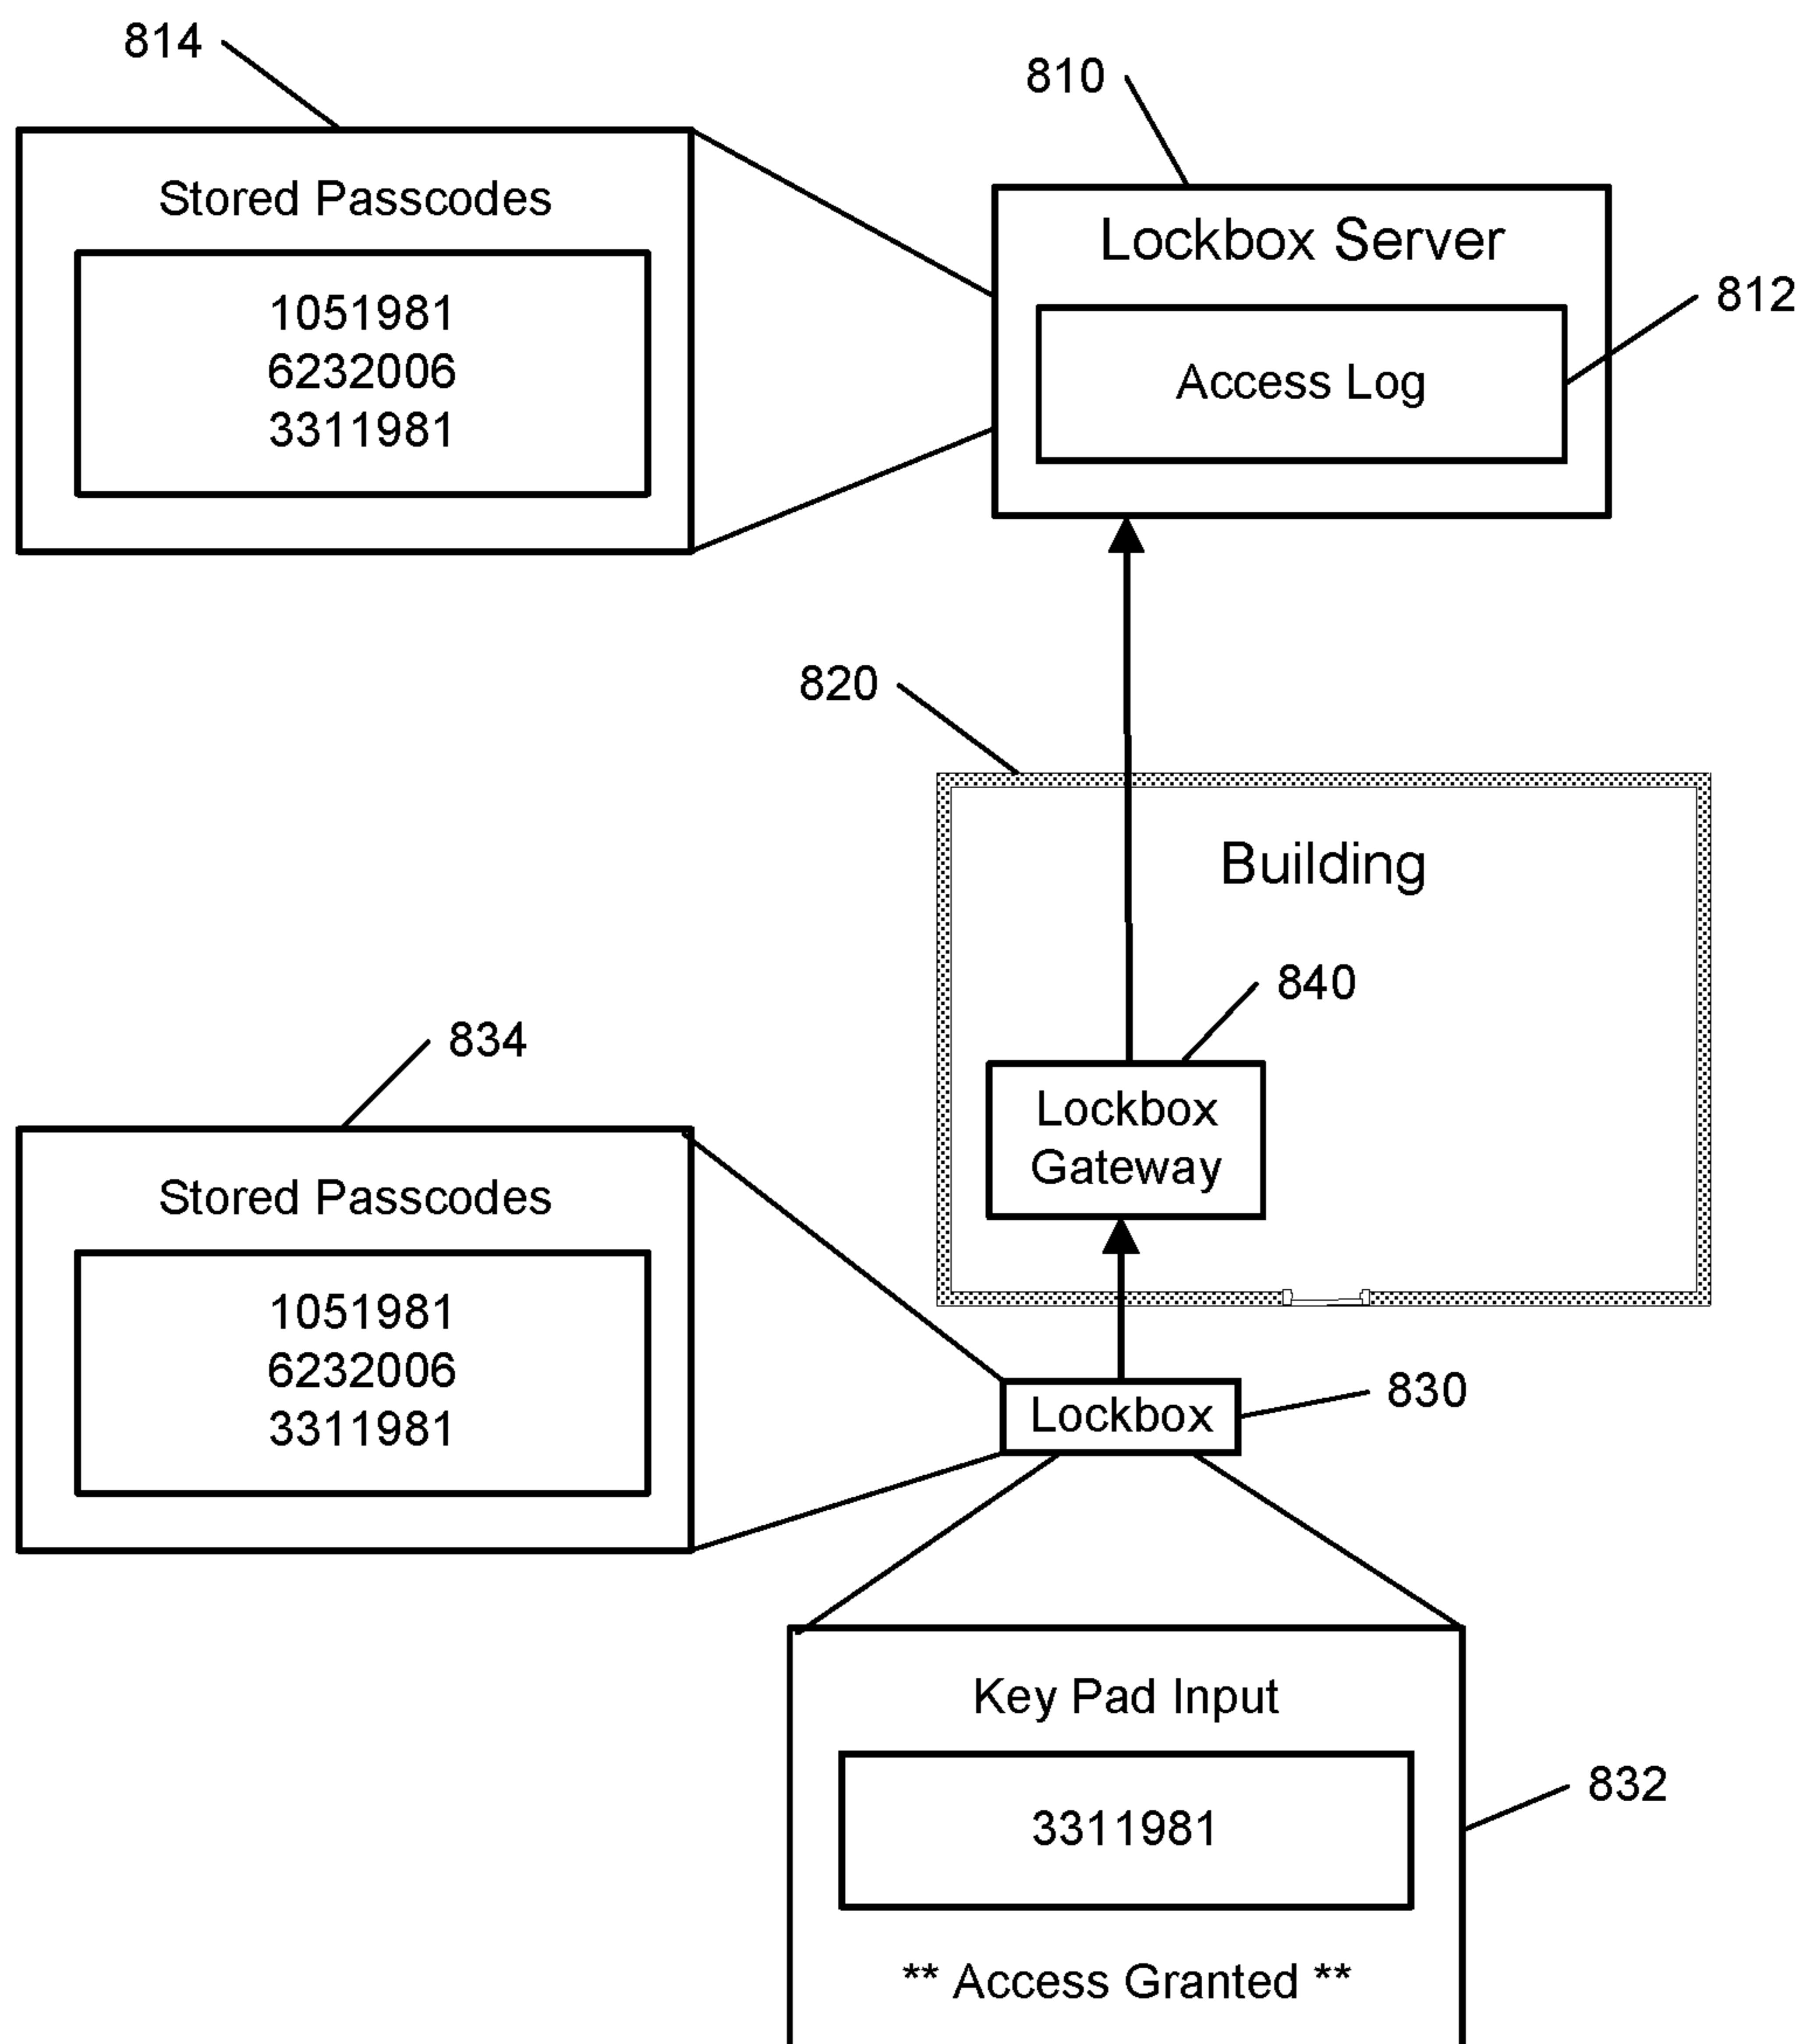 814
810
Stored Passcodes
1051981
6232006
3311981
Lockbox Server
812
Access Log
820
Building
840
834
Lockbox
Gateway
Stored Passcodes
1051981
6232006
3311981
830
Lockbox
Key Pad Input
832
3311981
** Access Granted **